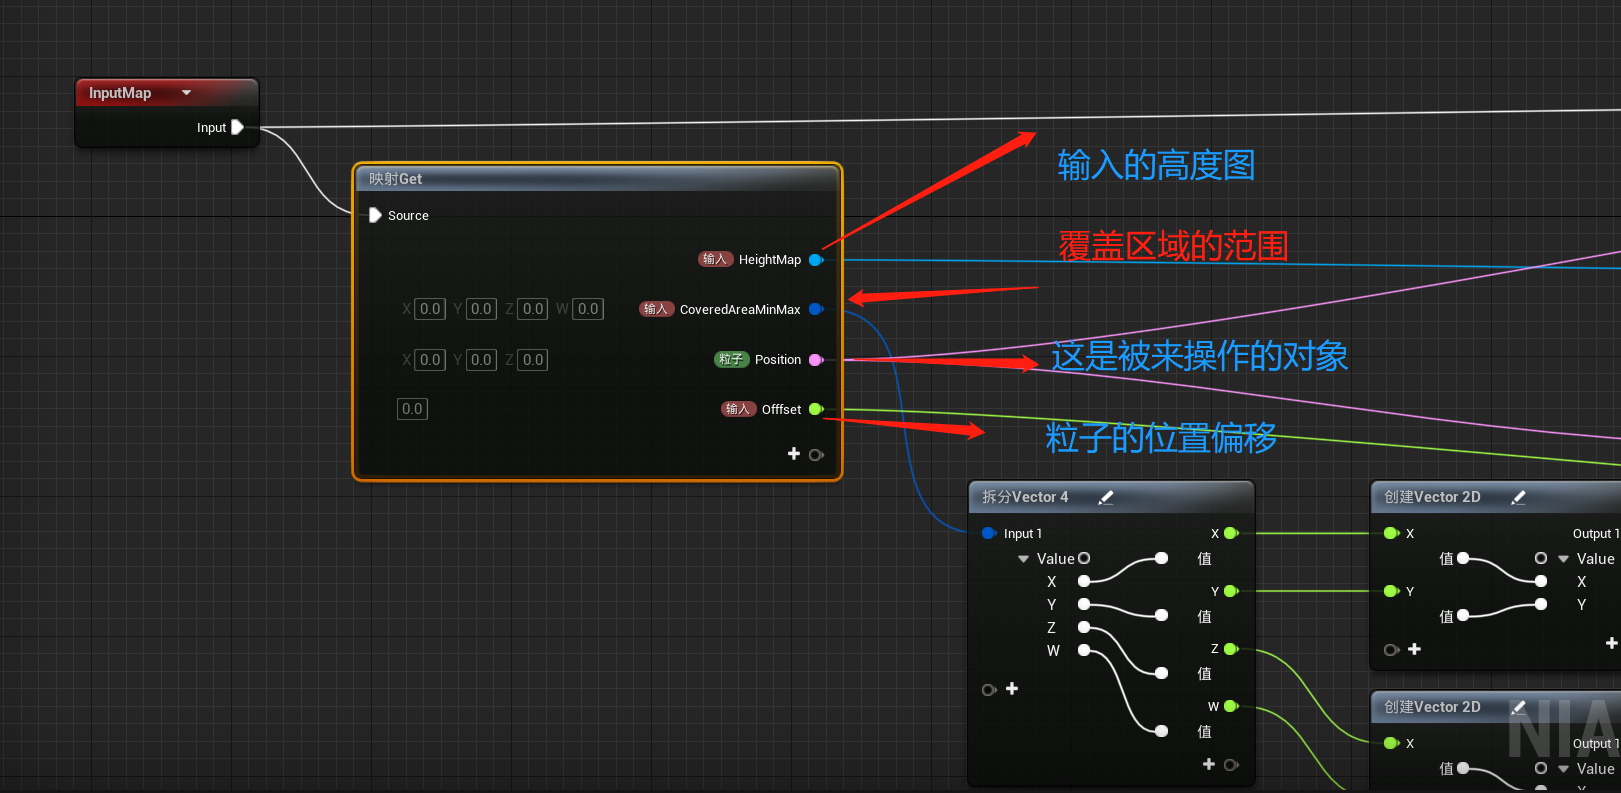 InputMap
Input
映射Get
Source
输入 HeightMap
X 0.0 Y 0.0 Z 0.0 W 0.0 输入 CoveredAreaMinMax
X 0.0 Y 0.0 Z 0.0 粒子 Position
0.0 输入 Offfset
输入的高度图
覆盖区域的范围
这是被来操作的对象
粒子的位置偏移
拆分Vector 4
Input 1 X
Value 值
X
Y Y
值
Z
Z
W
值
W
值
创建Vector 2D
X Output 1
值 Value
X
Y Y
值
创建Vector 2D
X Output 1
值 Value
X
NIA